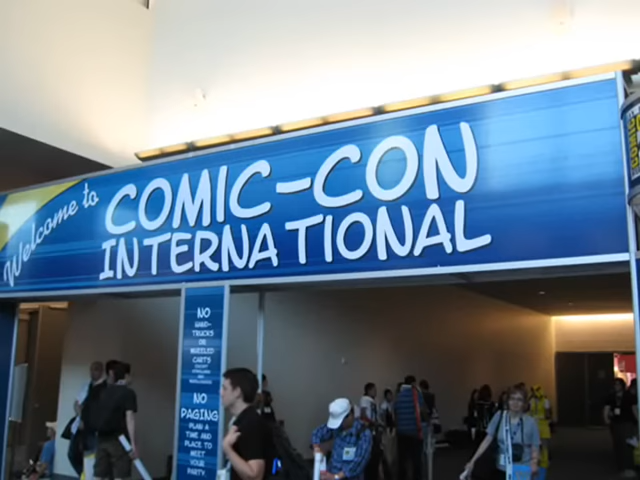 Welcome to
COMIC-CON
INTERNATIONAL
NO
HAND-
TRUCKS
OR
WHEELED
CARTS
NO
PAGING
PLAN A
TIME AND
PLACE TO
MEET
YOUR
PARTY.